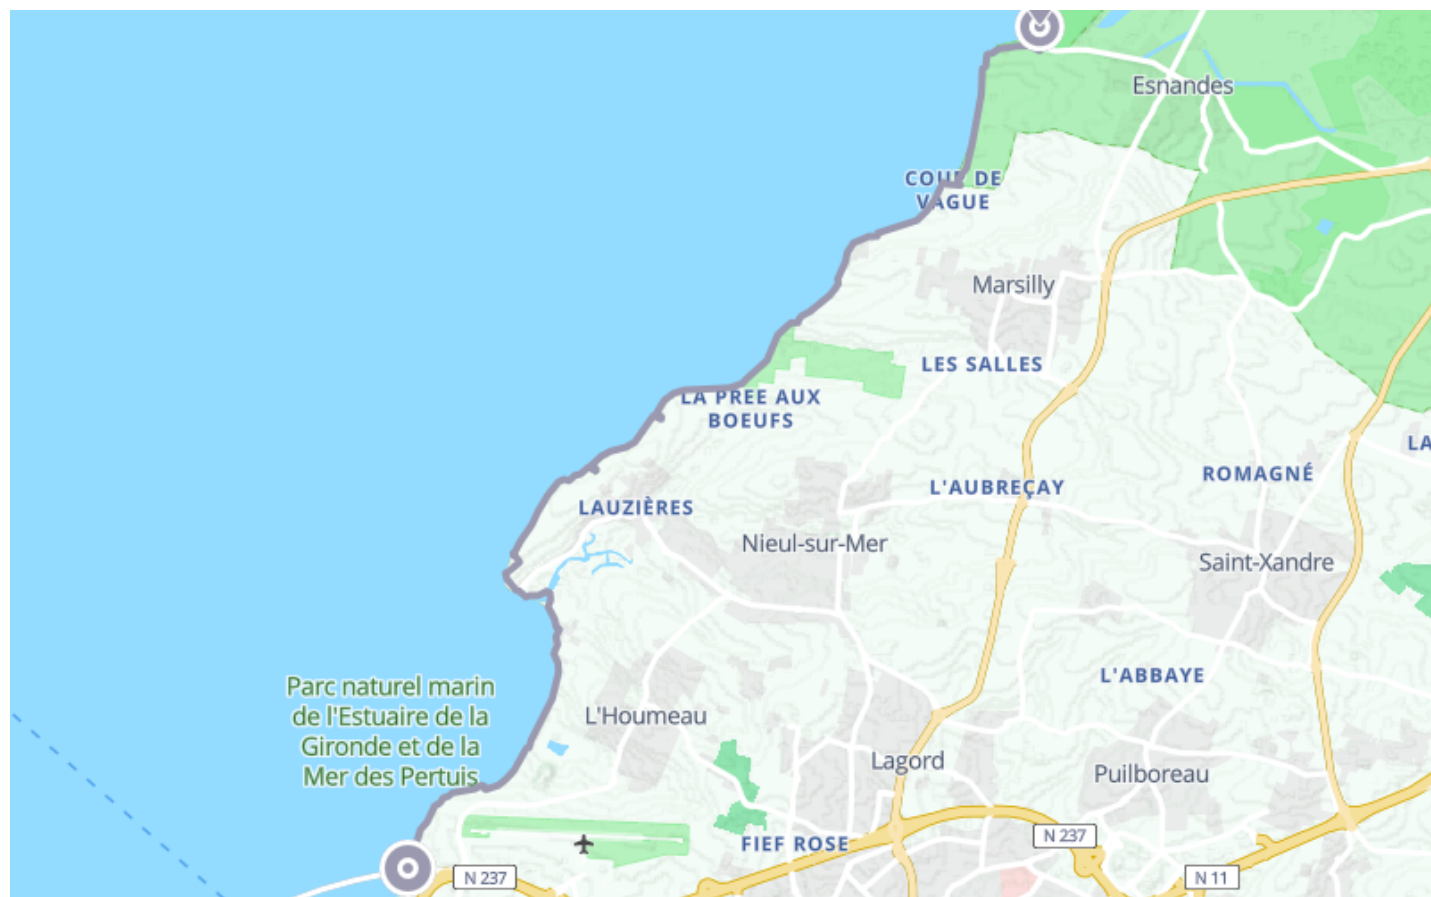 Esnandes
COUP DE
VAGUE
Marsilly
LES SALLES
LA PREE AUX
BOEUFS
LA
ROMAGNÉ
L'AUBREÇAY
LAUZIÈRES
Nieul-sur-Mer
Saint-Xandre
L'ABBAYE
Parc naturel marin
de l'Estuaire de la
Gironde et de la
Mer des Pertuis
L'Houmeau
Lagord
Puilboreau
FIEF ROSE
N 237
N 237
N 11